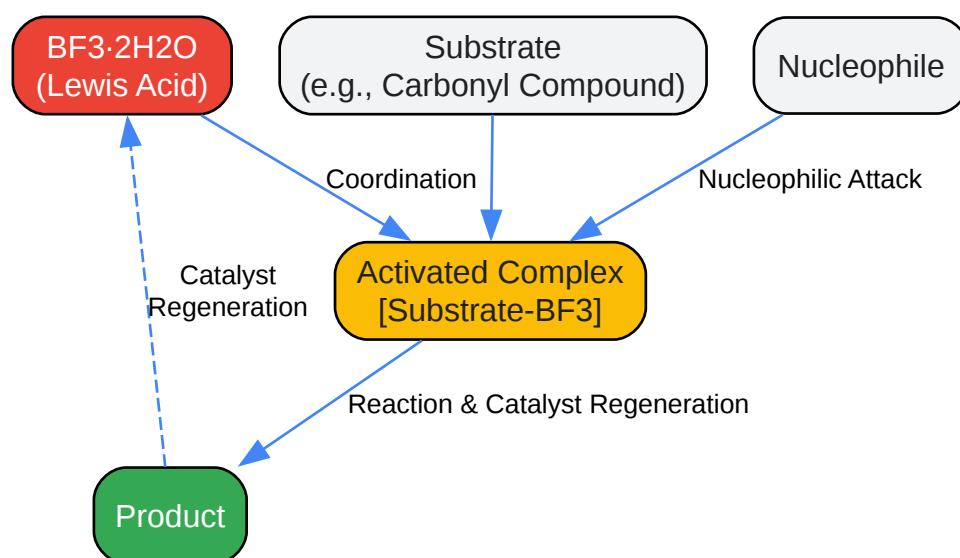 BF3·2H2O
(Lewis Acid)
Substrate
(e.g., Carbonyl Compound)
Nucleophile
Coordination
Nucleophilic Attack
Activated Complex
[Substrate-BF3]
Catalyst
Regeneration
Reaction & Catalyst Regeneration
Product